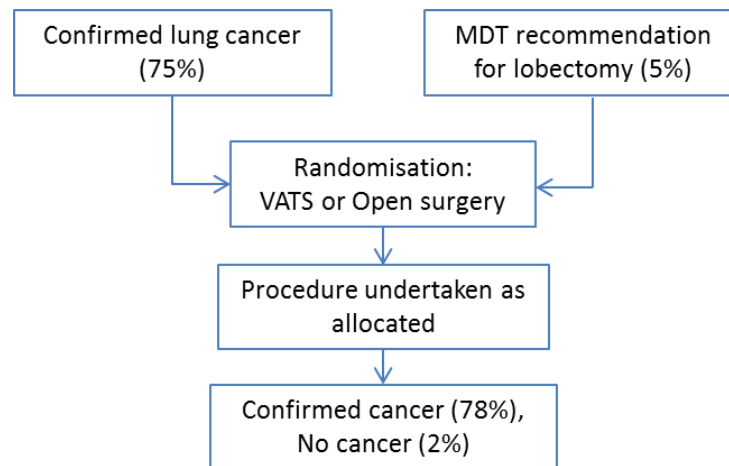 Confirmed lung cancer
(75%)
MDT recommendation
for lobectomy (5%)
Randomisation:
VATS or Open surgery
Procedure undertaken as
allocated
Confirmed cancer (78%),
No cancer (2%)